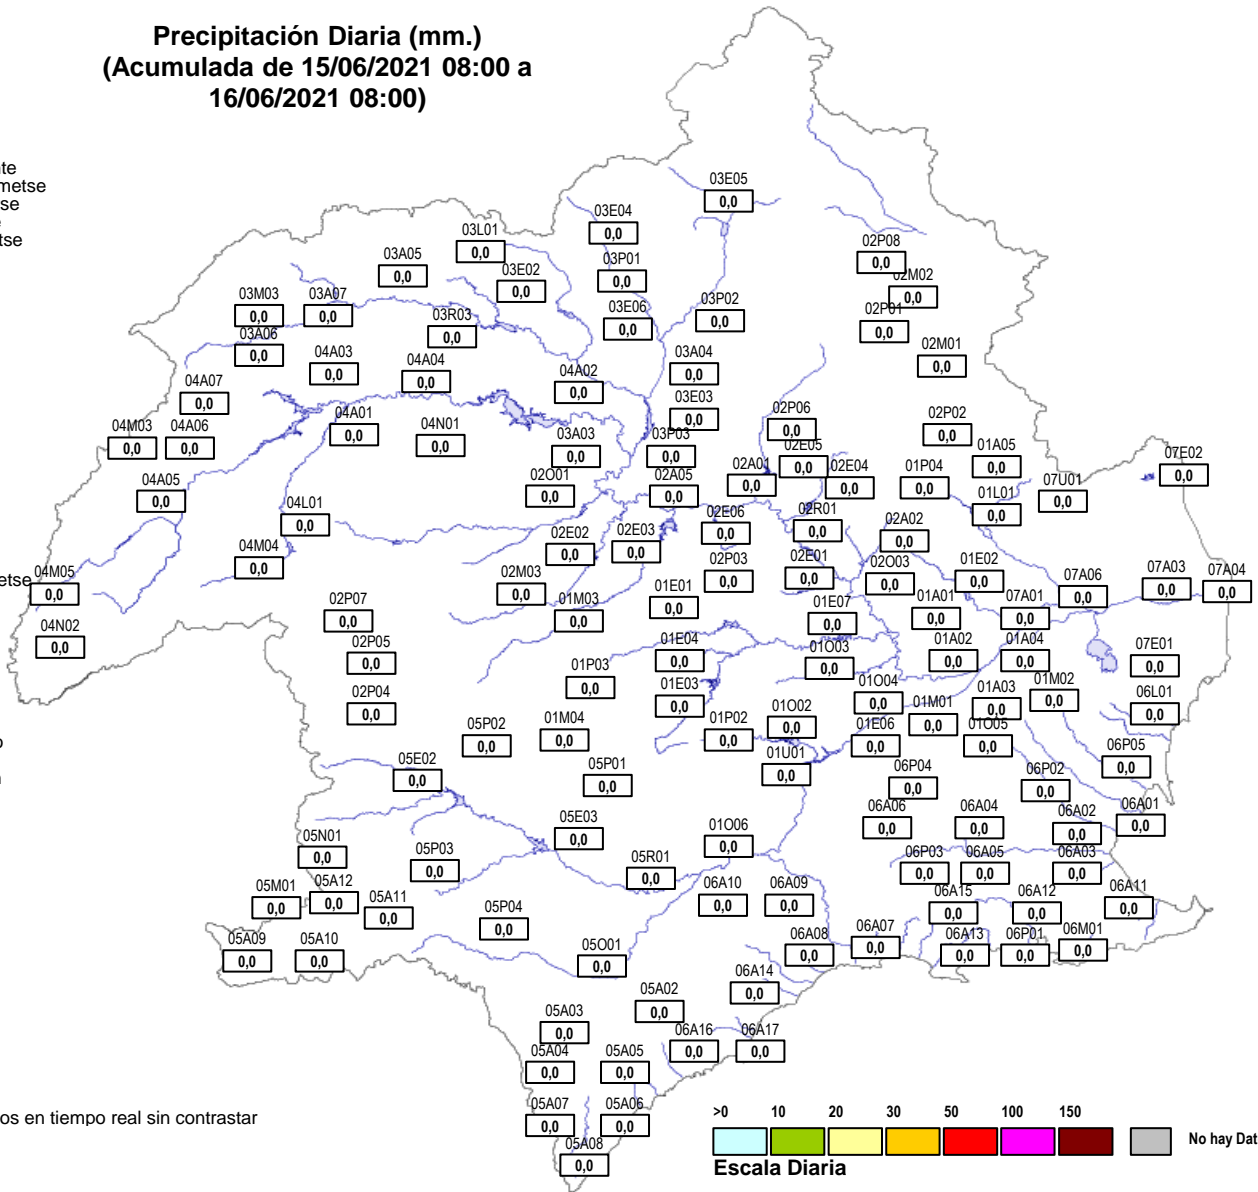 Precipitación Diaria (mm.)
(Acumulada de 15/06/2021 08:00 a
16/06/2021 08:00)
03E05
0,0
03E04
0,0
03L01
0,0
03A05
0,0
03P01
0,0
03E02
0,0
02P08
0,0
02M02
0,0
03M03
0,0
03A07
0,0
03R03
0,0
03E06
0,0
03P02
0,0
02P01
0,0
03A06
0,0
04A03
0,0
04A04
0,0
04A02
0,0
03A04
0,0
02M01
0,0
04A07
0,0
03E03
0,0
04M03
0,0
04A06
0,0
04A01
0,0
04N01
0,0
03A03
0,0
03P03
0,0
02P06
0,0
02E05
0,0
02P02
0,0
01A05
0,0
07E02
0,0
04A05
0,0
02O01
0,0
02A05
0,0
02A01
0,0
02E04
0,0
01P04
0,0
01L01
0,0
07U01
0,0
04L01
0,0
02E06
0,0
02R01
0,0
02A02
0,0
04M04
0,0
02E02
0,0
02E03
0,0
metse
04M05
0,0
02M03
0,0
01M03
0,0
01E01
0,0
02P03
0,0
02E01
0,0
02O03
0,0
01E02
0,0
07A06
0,0
07A03
0,0
07A04
0,0
04N02
0,0
02P07
0,0
01E07
0,0
01A01
0,0
07A01
0,0
02P05
0,0
01E04
0,0
01O03
0,0
01A02
0,0
01A04
0,0
07E01
0,0
02P04
0,0
01P03
0,0
01E03
0,0
01O04
0,0
01M01
0,0
01A03
0,0
01M02
0,0
06L01
0,0
05P02
0,0
01M04
0,0
01P02
0,0
01O02
0,0
01E06
0,0
01O05
0,0
05E02
0,0
05P01
0,0
01U01
0,0
06P04
0,0
06P02
0,0
06P05
0,0
05E03
0,0
01O06
0,0
06A06
0,0
06A04
0,0
06A02
0,0
06A01
0,0
05N01
0,0
05P03
0,0
05R01
0,0
06P03
0,0
06A05
0,0
06A03
0,0
05M01
0,0
05A12
0,0
05A11
0,0
06A10
0,0
06A09
0,0
06A15
0,0
06A12
0,0
06A11
0,0
05P04
0,0
05A09
0,0
05A10
0,0
05O01
0,0
06A08
0,0
06A07
0,0
06A13
0,0
06P01
0,0
06M01
0,0
06A14
0,0
05A02
0,0
05A03
0,0
06A16
0,0
06A17
0,0
05A04
0,0
05A05
0,0
05A07
0,0
05A06
0,0
05A08
0,0
os en tiempo real sin contrastar
>0 10 20 30 50 100 150
No hay Dat
Escala Diaria